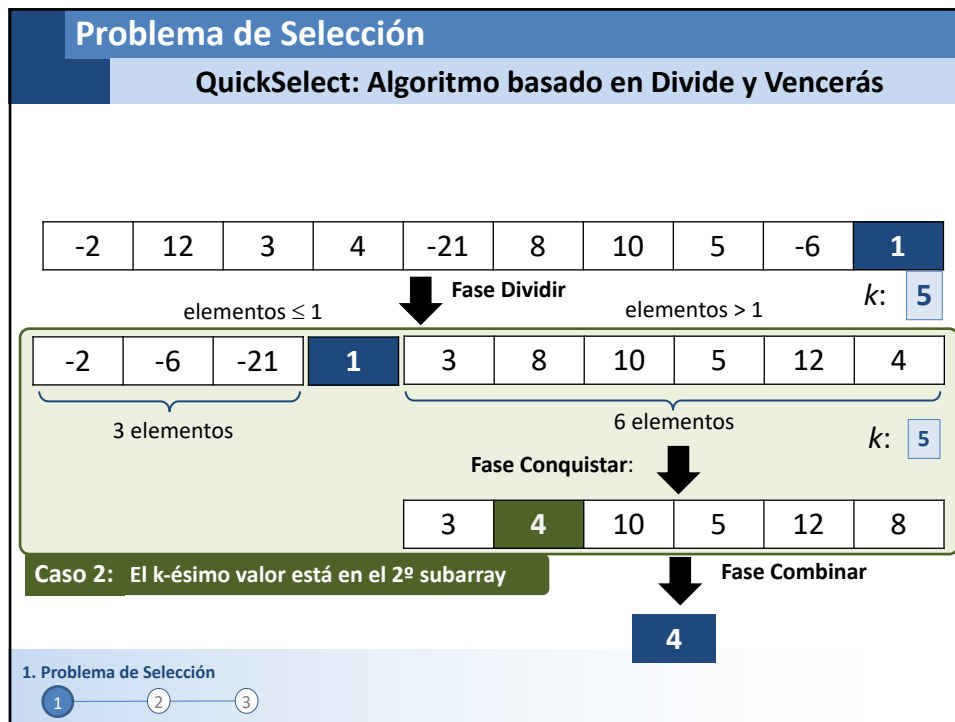 Problema de Selección
QuickSelect: Algoritmo basado en Divide y Vencerás
-2 12 3 4 -21 8 10 5 -6 1
Fase Dividir
k: 5
elementos ≤ 1
elementos > 1
-2 -6 -21 1 3 8 10 5 12 4
3 elementos
6 elementos
k: 5
Fase Conquistar:
3 4 10 5 12 8
Caso 2: El k-ésimo valor está en el 2º subarray
Fase Combinar
4
1. Problema de Selección
1 2 3